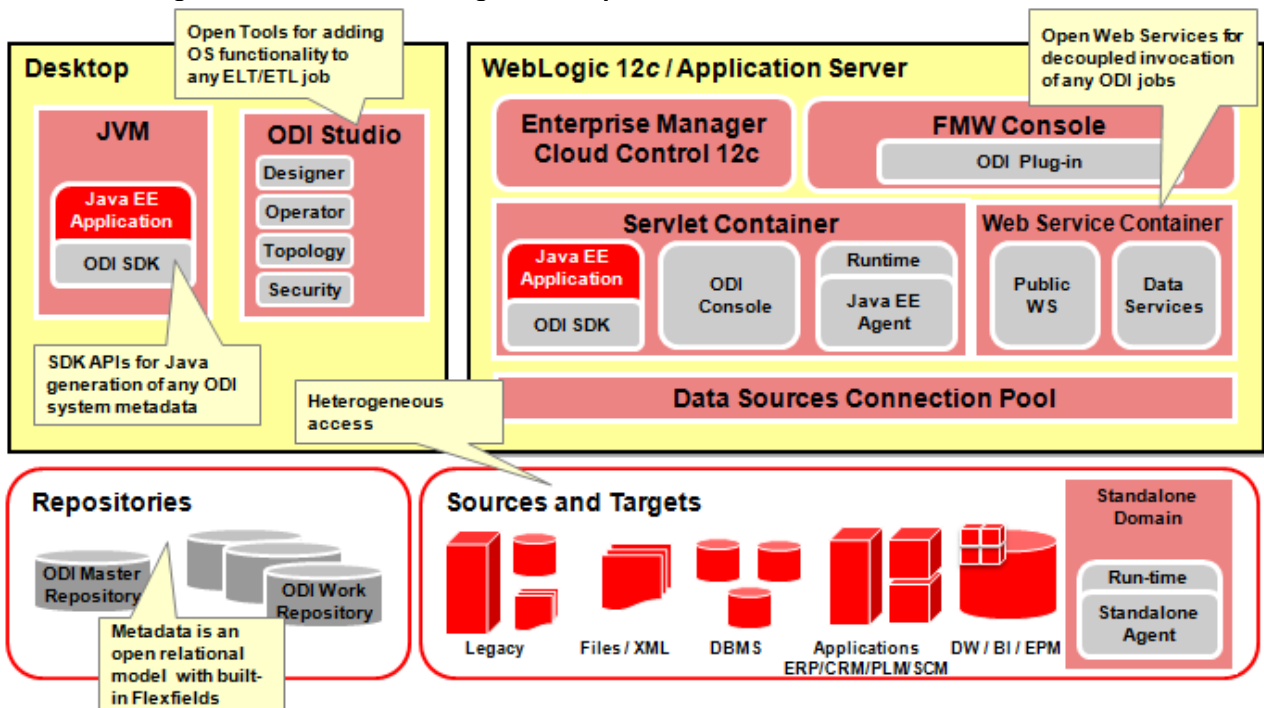 Open Tools for adding
OS functionality to
any ELT/ETL job
Open Web Services for
decoupled invocation
of any ODI jobs
Desktop
JVM
Java EE
Application
ODI SDK
ODI Studio
Designer
Operator
Topology
Security
SDK APIs for Java
generation of any ODI
system metadata
WebLogic 12c / Application Server
Enterprise Manager
Cloud Control 12c
FMW Console
ODI Plug-in
Servlet Container
Java EE
Application
ODI SDK
ODI
Console
Runtime
Java EE
Agent
Web Service Container
Public
WS
Data
Services
Data Sources Connection Pool
Heterogeneous
access
Repositories
ODI Master
Repository
ODI Work
Repository
Metadata is an
open relational
model with built-
in Flexfields
Sources and Targets
Legacy
Files / XML
DBMS
Applications
ERP/CRM/PLM/SCM
DW / BI / EPM
Standalone
Domain
Run-time
Standalone
Agent